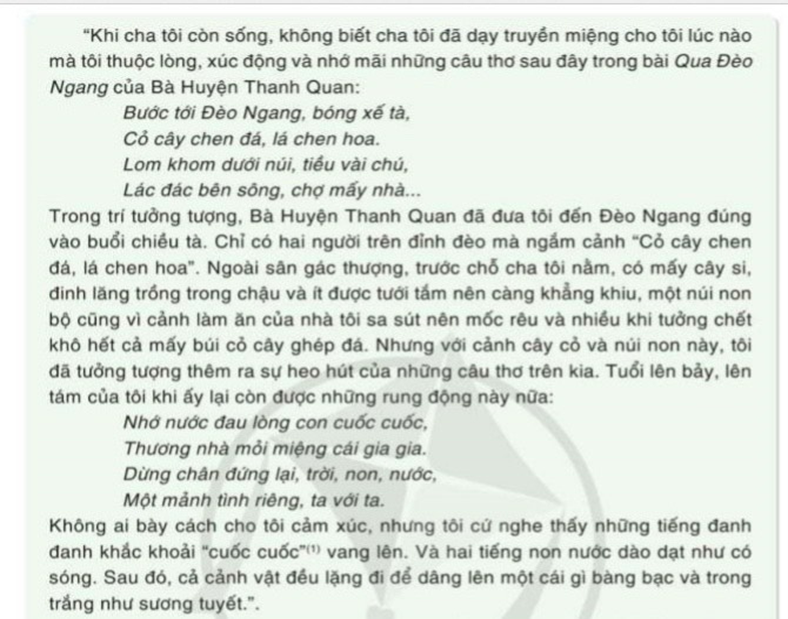 “Khi cha tôi còn sống, không biết cha tôi đã dạy truyền miệng cho tôi lúc nào
mà tôi thuộc lòng, xúc động và nhớ mãi những câu thơ sau đây trong bài Qua Đèo
Ngang của Bà Huyện Thanh Quan:
Bước tới Đèo Ngang, bóng xế tà,
Cỏ cây chen đá, lá chen hoa.
Lom khom dưới núi, tiều vài chú,
Lác đác bên sông, chợ mấy nhà...
Trong trí tưởng tượng, Bà Huyện Thanh Quan đã đưa tôi đến Đèo Ngang đúng
vào buổi chiều tà. Chỉ có hai người trên đỉnh đèo mà ngắm cảnh “Cỏ cây chen
đá, lá chen hoa”. Ngoài sân gác thượng, trước chỗ cha tôi nằm, có mấy cây si,
đinh lăng trồng trong chậu và ít được tưới tắm nên càng khẳng khiu, một núi non
bộ cũng vì cảnh làm ăn của nhà tôi sa sút nên mốc rêu và nhiều khi tưởng chết
khô hết cả mấy búi cỏ cây ghép đá. Nhưng với cảnh cây cỏ và núi non này, tôi
đã tưởng tượng thêm ra sự heo hút của những câu thơ trên kia. Tuổi lên bảy, lên
tám của tôi khi ấy lại còn được những rung động này nữa:
Nhớ nước đau lòng con cuốc cuốc,
Thương nhà mỏi miệng cái gia gia.
Dừng chân đứng lại, trời, non, nước,
Một mảnh tình riêng, ta với ta.
Không ai bày cách cho tôi cảm xúc, nhưng tôi cứ nghe thấy những tiếng đanh
đanh khắc khoải “cuốc cuốc”⁽¹⁾ vang lên. Và hai tiếng non nước dào dạt như có
sóng. Sau đó, cả cảnh vật đều lặng đi để dâng lên một cái gì bàng bạc và trong
trắng như sương tuyết.”.